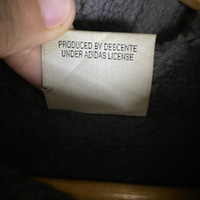 PRODUCED BY DESCENTE
UNDER ADIDAS LICENSE